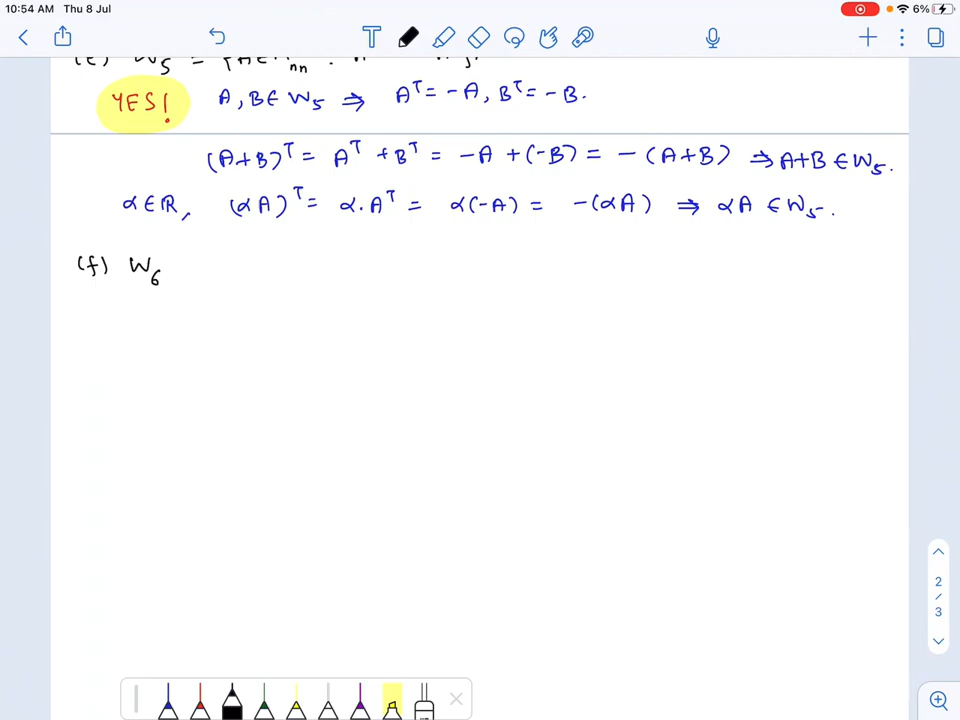 10:54 AM Thu 8 Jul 6%
YES! A, B ∈ W₅ ⇒ Aᵀ = -A, Bᵀ = -B.
(A+B)ᵀ = Aᵀ + Bᵀ = -A + (-B) = - (A+B) ⇒ A+B ∈ W₅.
α ∈ ℝ, (αA)ᵀ = α.Aᵀ = α(-A) = -(αA) ⇒ αA ∈ W₅.
(f) W₆
2
/
3